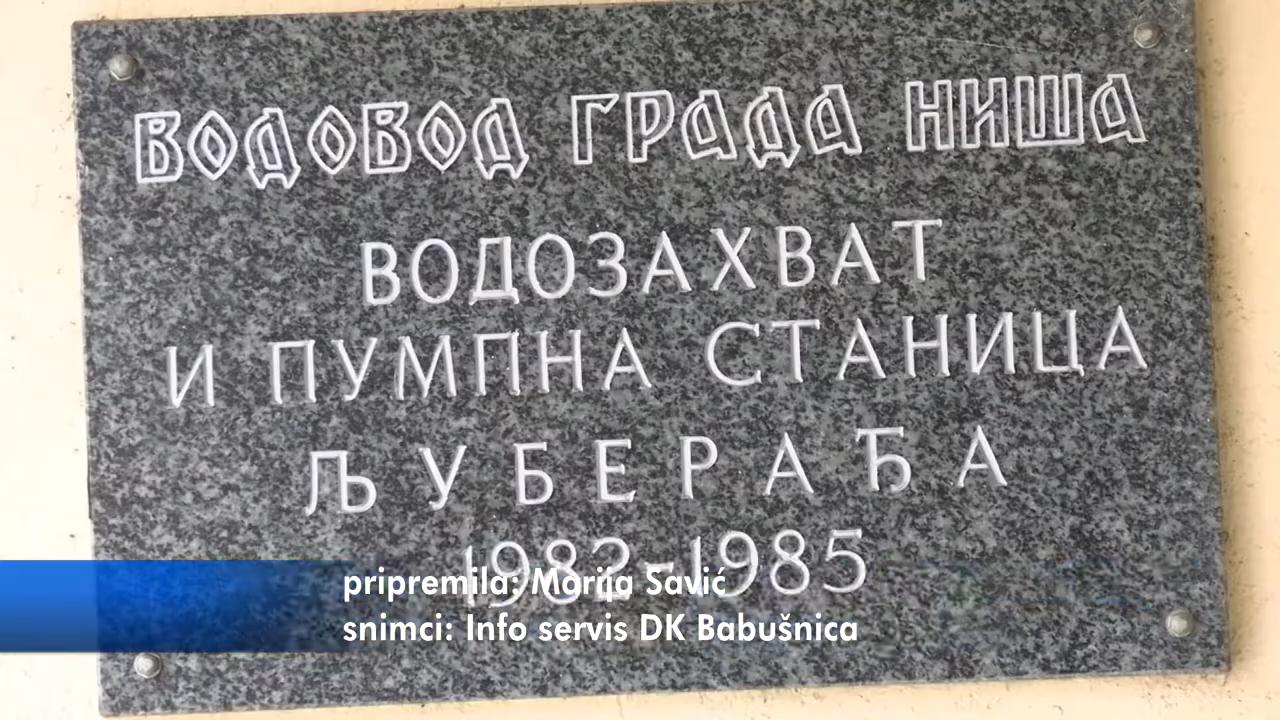 ВОДОВОД ГРАДА НИША
ВОДОЗАХВАТ
И ПУМПНА СТАНИЦА
ЉУБЕРАЂА
1982-1985
pripremila: Marija Savić
snimci: Info servis DK Babušnica